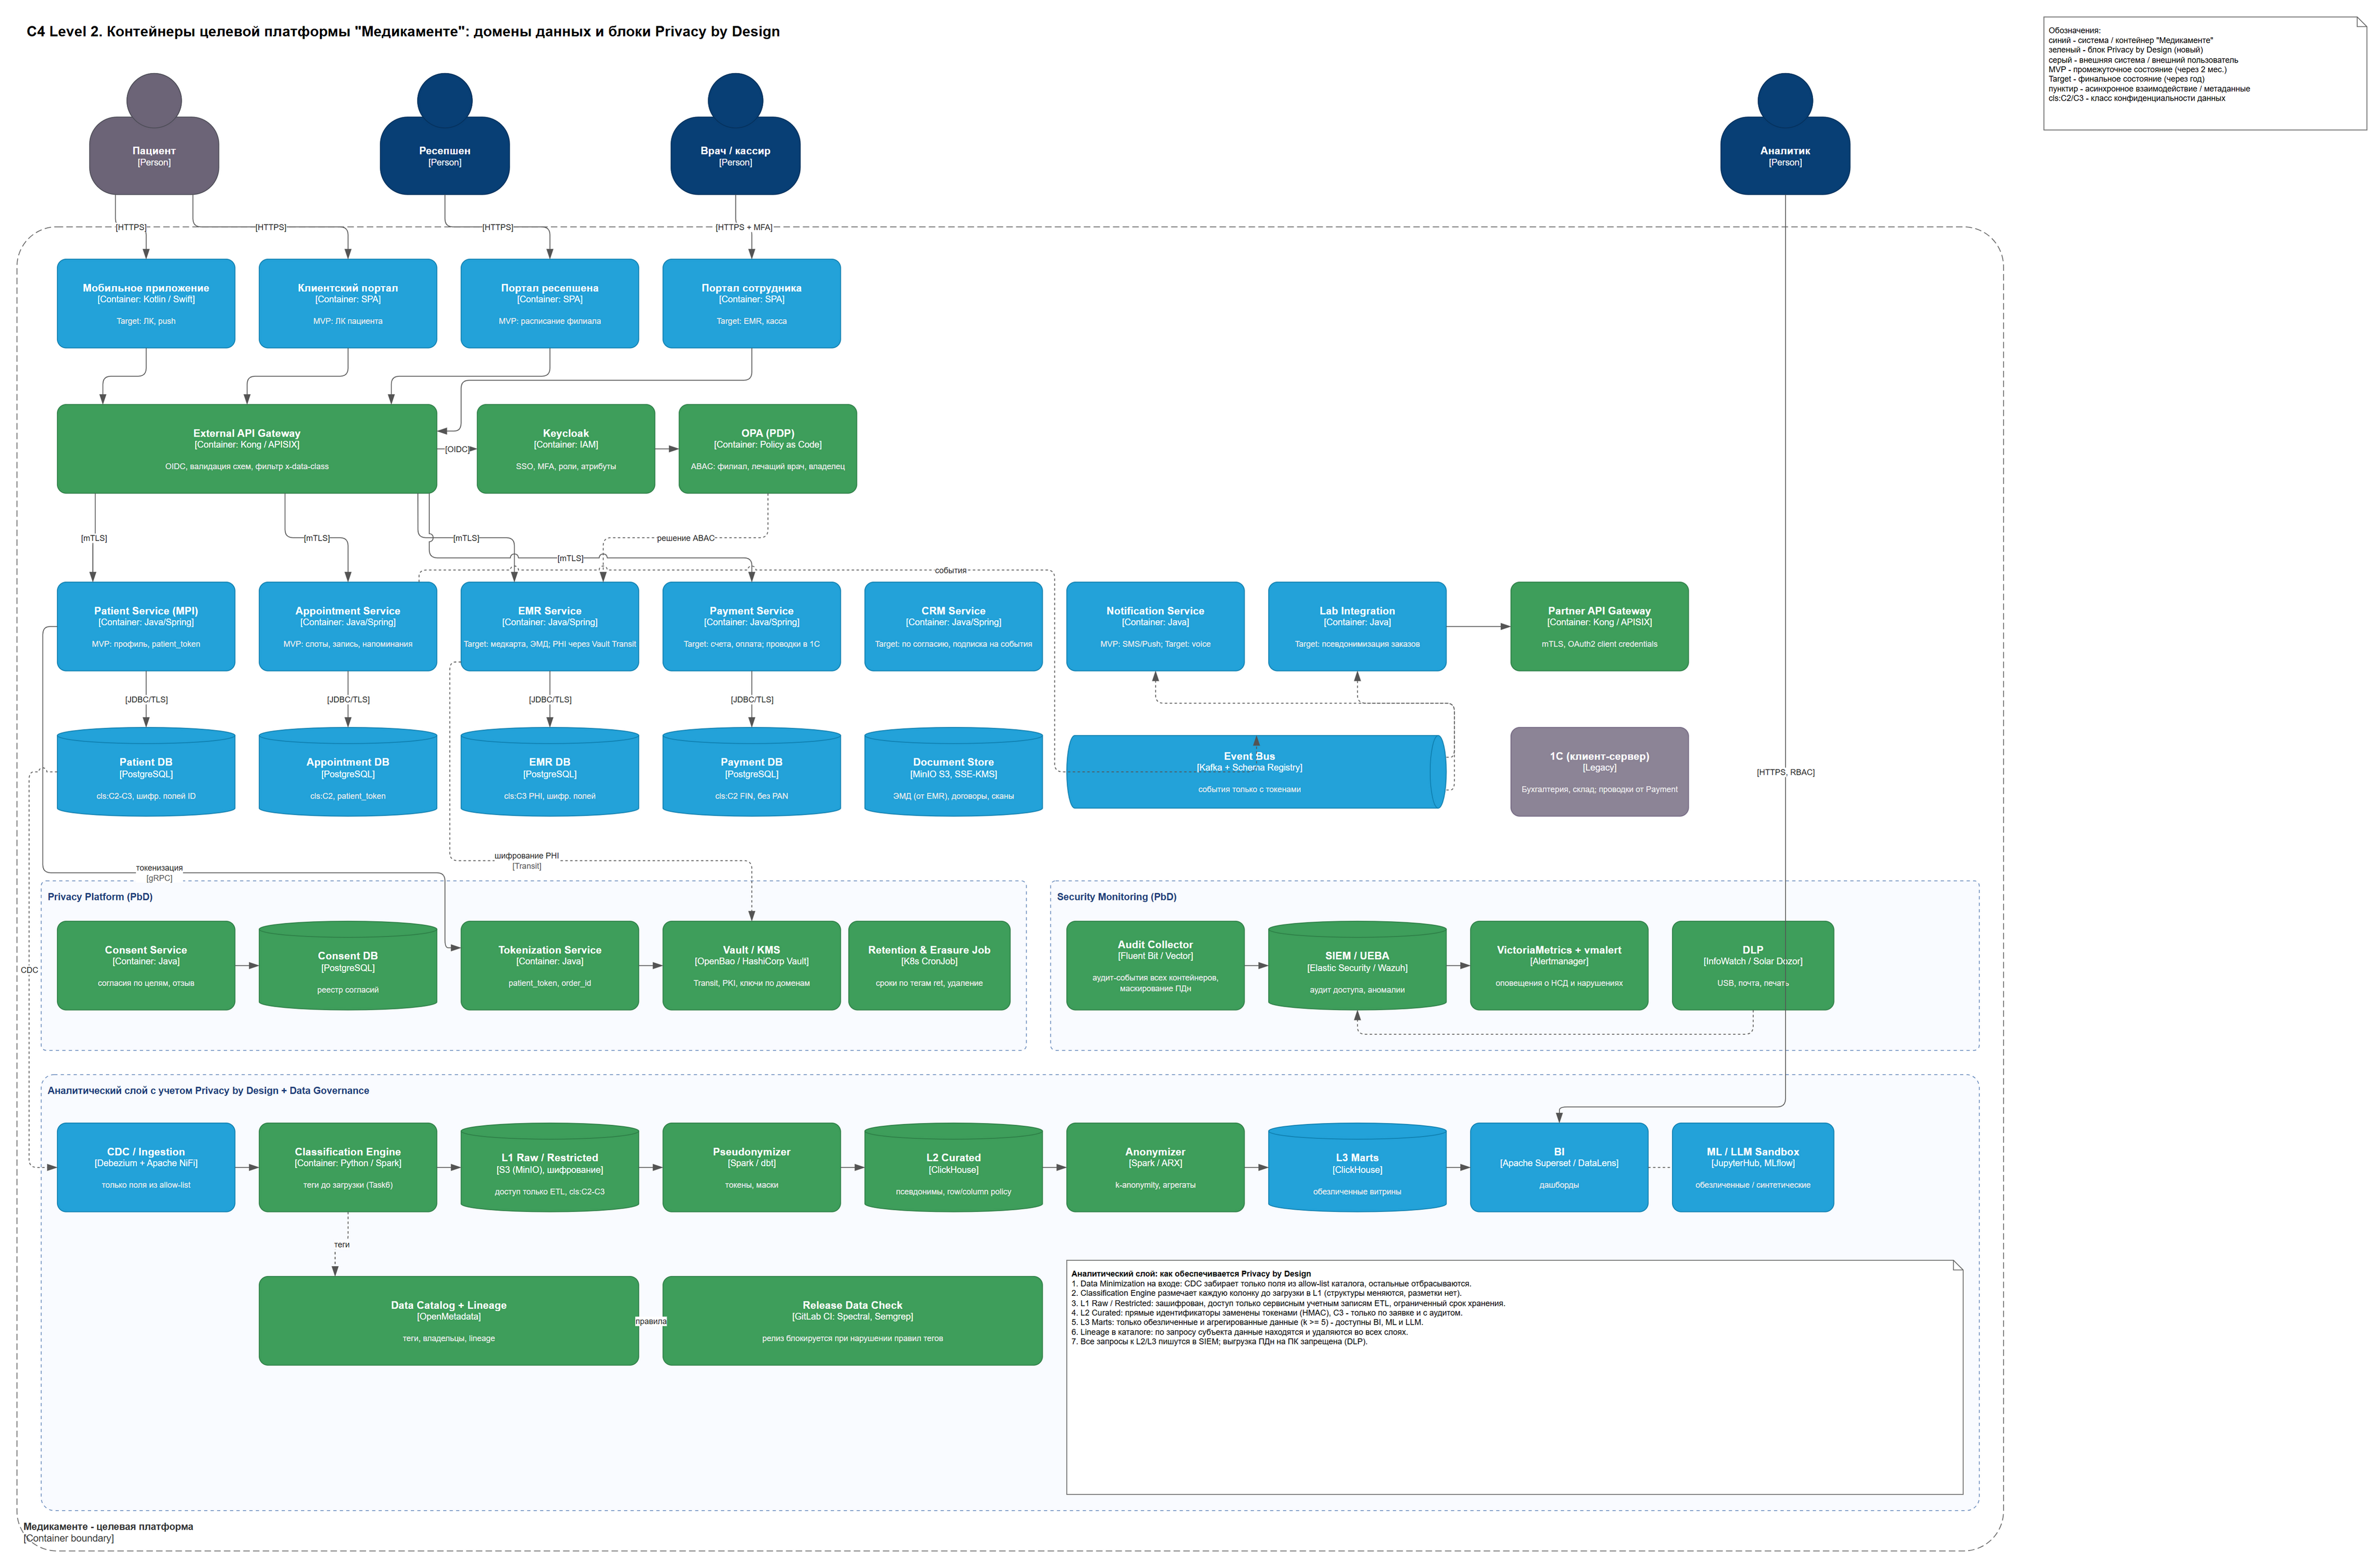 C4 Level 2. Контейнеры целевой платформы "Медикаменте": домены данных и блоки Privacy by Design
Обозначения:
синий - система / контейнер "Медикаменте"
зеленый - блок Privacy by Design (новый)
серый - внешняя система / внешний пользователь
MVP - промежуточное состояние (через 2 мес.)
Target - финальное состояние (через год)
пунктир - асинхронное взаимодействие / метаданные
cls:C2/C3 - класс конфиденциальности данных
Пациент
[Person]
Ресепшен
[Person]
Врач / кассир
[Person]
Аналитик
[Person]
[HTTPS]
[HTTPS]
[HTTPS]
[HTTPS + MFA]
Мобильное приложение
[Container: Kotlin / Swift]
Target: ЛК, push
Клиентский портал
[Container: SPA]
MVP: ЛК пациента
Портал ресепшена
[Container: SPA]
MVP: расписание филиала
Портал сотрудника
[Container: SPA]
Target: EMR, касса
External API Gateway
[Container: Kong / APISIX]
OIDC, валидация схем, фильтр x-data-class
[OIDC]
Keycloak
[Container: IAM]
SSO, MFA, роли, атрибуты
OPA (PDP)
[Container: Policy as Code]
ABAC: филиал, лечащий врач, владелец
[mTLS]
[mTLS]
[mTLS]
решение ABAC
[mTLS]
события
Patient Service (MPI)
[Container: Java/Spring]
MVP: профиль, patient_token
Appointment Service
[Container: Java/Spring]
MVP: слоты, запись, напоминания
EMR Service
[Container: Java/Spring]
Target: медкарта, ЭМД; PHI через Vault Transit
Payment Service
[Container: Java/Spring]
Target: счета, оплата; проводки в 1С
CRM Service
[Container: Java/Spring]
Target: по согласию, подписка на события
Notification Service
[Container: Java]
MVP: SMS/Push; Target: voice
Lab Integration
[Container: Java]
Target: псевдонимизация заказов
Partner API Gateway
[Container: Kong / APISIX]
mTLS, OAuth2 client credentials
[JDBC/TLS]
[JDBC/TLS]
[JDBC/TLS]
[JDBC/TLS]
Patient DB
[PostgreSQL]
cls:C2-C3, шифр. полей ID
Appointment DB
[PostgreSQL]
cls:C2, patient_token
EMR DB
[PostgreSQL]
cls:C3 PHI, шифр. полей
Payment DB
[PostgreSQL]
cls:C2 FIN, без PAN
Document Store
[MinIO S3, SSE-KMS]
ЭМД (от EMR), договоры, сканы
Event Bus
[Kafka + Schema Registry]
события только с токенами
1С (клиент-сервер)
[Legacy]
Бухгалтерия, склад; проводки от Payment
[HTTPS, RBAC]
токенизация
[gRPC]
шифрование PHI
[Transit]
Privacy Platform (PbD)
Consent Service
[Container: Java]
согласия по целям, отзыв
Consent DB
[PostgreSQL]
реестр согласий
Tokenization Service
[Container: Java]
patient_token, order_id
Vault / KMS
[OpenBao / HashiCorp Vault]
Transit, PKI, ключи по доменам
Retention & Erasure Job
[K8s CronJob]
сроки по тегам ret, удаление
Security Monitoring (PbD)
Audit Collector
[Fluent Bit / Vector]
аудит-события всех контейнеров,
маскирование ПДн
SIEM / UEBA
[Elastic Security / Wazuh]
аудит доступа, аномалии
VictoriaMetrics + vmalert
[Alertmanager]
оповещения о НСД и нарушениях
DLP
[InfoWatch / Solar Dozor]
USB, почта, печать
CDC
Аналитический слой с учетом Privacy by Design + Data Governance
CDC / Ingestion
[Debezium + Apache NiFi]
только поля из allow-list
Classification Engine
[Container: Python / Spark]
теги до загрузки (Task6)
L1 Raw / Restricted
[S3 (MinIO), шифрование]
доступ только ETL, cls:C2-C3
Pseudonymizer
[Spark / dbt]
токены, маски
L2 Curated
[ClickHouse]
псевдонимы, row/column policy
Anonymizer
[Spark / ARX]
k-anonymity, агрегаты
L3 Marts
[ClickHouse]
обезличенные витрины
BI
[Apache Superset / DataLens]
дашборды
ML / LLM Sandbox
[JupyterHub, MLflow]
обезличенные / синтетические
теги
Data Catalog + Lineage
[OpenMetadata]
теги, владельцы, lineage
правила
Release Data Check
[GitLab CI: Spectral, Semgrep]
релиз блокируется при нарушении правил тегов
Аналитический слой: как обеспечивается Privacy by Design
1. Data Minimization на входе: CDC забирает только поля из allow-list каталога, остальные отбрасываются.
2. Classification Engine размечает каждую колонку до загрузки в L1 (структуры меняются, разметки нет).
3. L1 Raw / Restricted: зашифрован, доступ только сервисным учетным записям ETL, ограниченный срок хранения.
4. L2 Curated: прямые идентификаторы заменены токенами (HMAC), C3 - только по заявке и с аудитом.
5. L3 Marts: только обезличенные и агрегированные данные (k >= 5) - доступны BI, ML и LLM.
6. Lineage в каталоге: по запросу субъекта данные находятся и удаляются во всех слоях.
7. Все запросы к L2/L3 пишутся в SIEM; выгрузка ПДн на ПК запрещена (DLP).
Медикаменте - целевая платформа
[Container boundary]